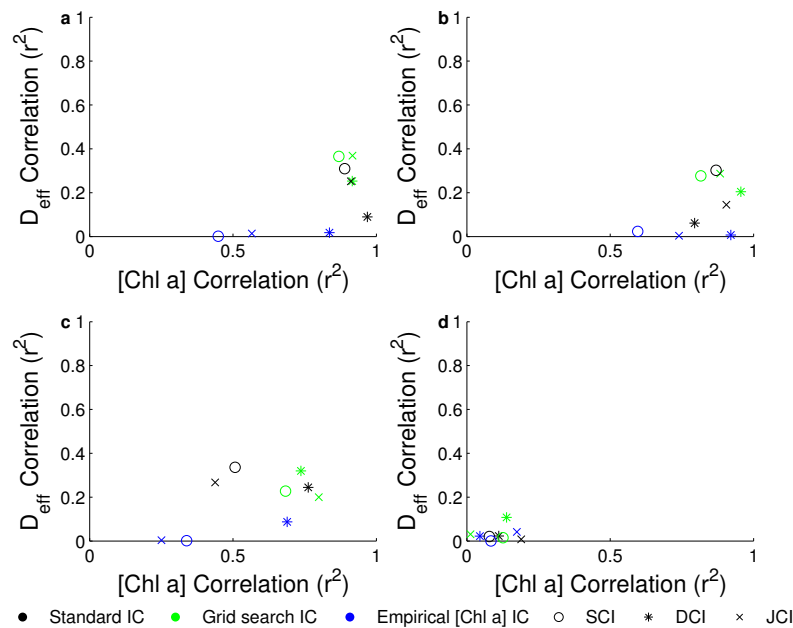 a 1
b 1
0.8
0.8
0.6
0.6
0.4
0.4
0.2
0.2
0
0
0 0.5 1
0 0.5 1
D_eff Correlation (r²)
D_eff Correlation (r²)
[Chl a] Correlation (r²)
[Chl a] Correlation (r²)
c 1
d 1
0.8
0.8
0.6
0.6
0.4
0.4
0.2
0.2
0
0
0 0.5 1
0 0.5 1
D_eff Correlation (r²)
D_eff Correlation (r²)
[Chl a] Correlation (r²)
[Chl a] Correlation (r²)
Standard IC Grid search IC Empirical [Chl a] IC SCI DCI JCI